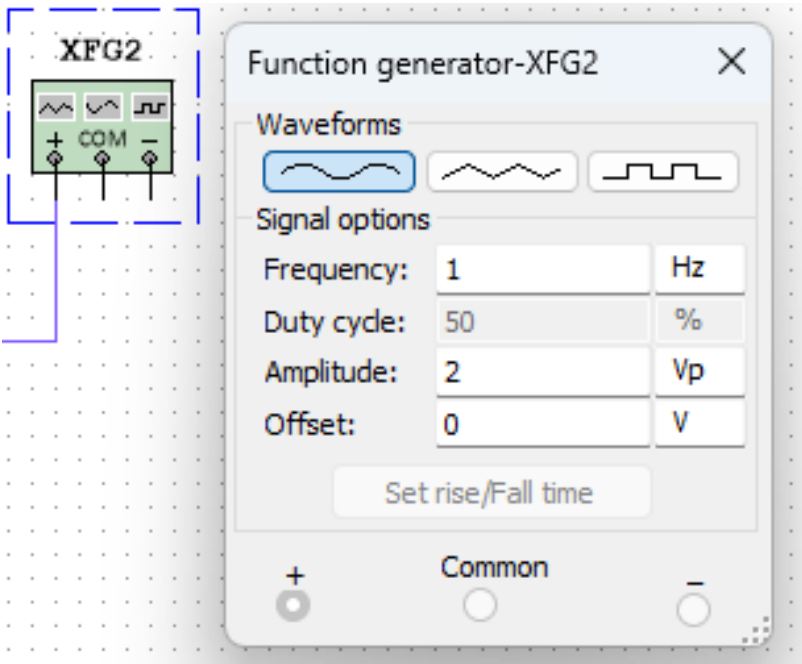 XFG2
+ COM −
Function generator-XFG2
Waveforms
Signal options
Frequency: 1 Hz
Duty cycle: 50 %
Amplitude: 2 Vp
Offset: 0 V
Set rise/Fall time
+ Common −